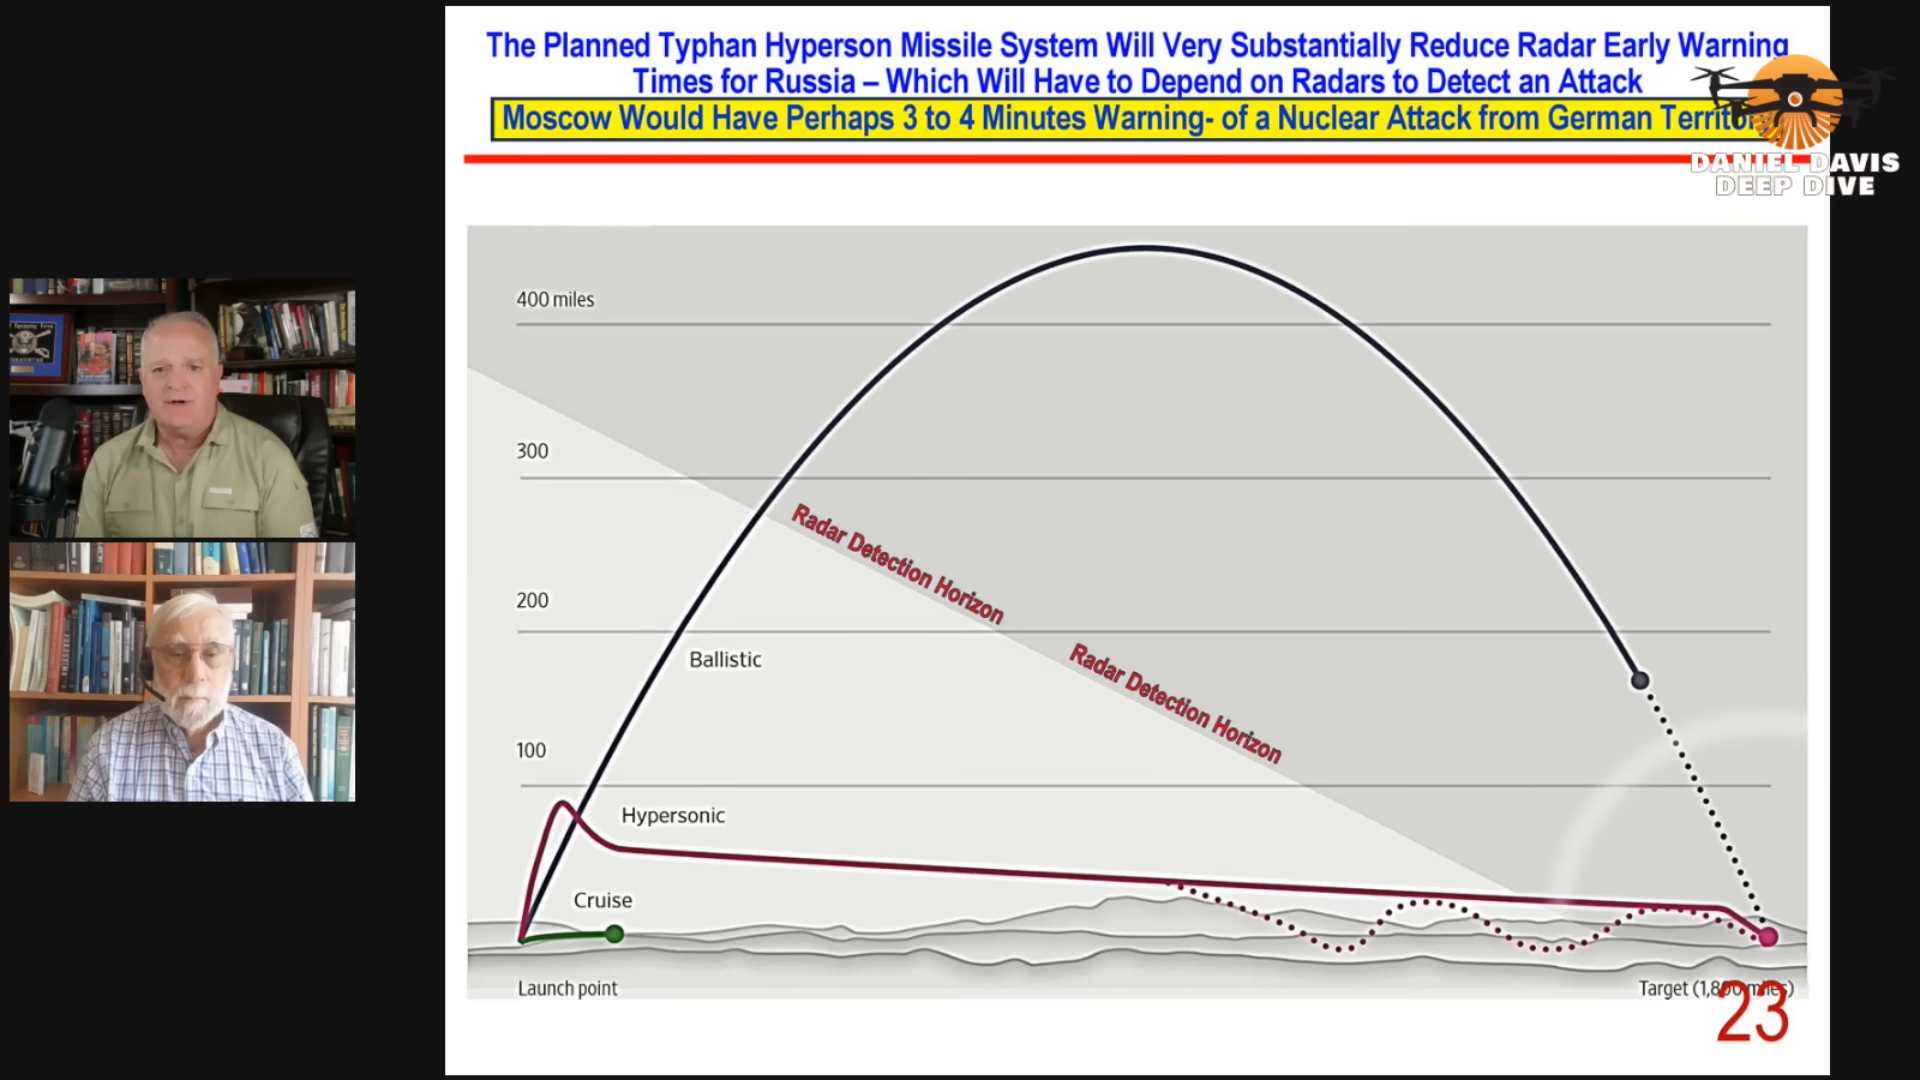 The Planned Typhan Hyperson Missile System Will Very Substantially Reduce Radar Early Warning
Times for Russia – Which Will Have to Depend on Radars to Detect an Attack
Moscow Would Have Perhaps 3 to 4 Minutes Warning- of a Nuclear Attack from German
DANIEL DAVIS
DEEP DIVE
400 miles
300
Radar Detection Horizon
200
Radar Detection Horizon
Ballistic
100
Hypersonic
Cruise
Launch point
Target (1,800 miles)
23